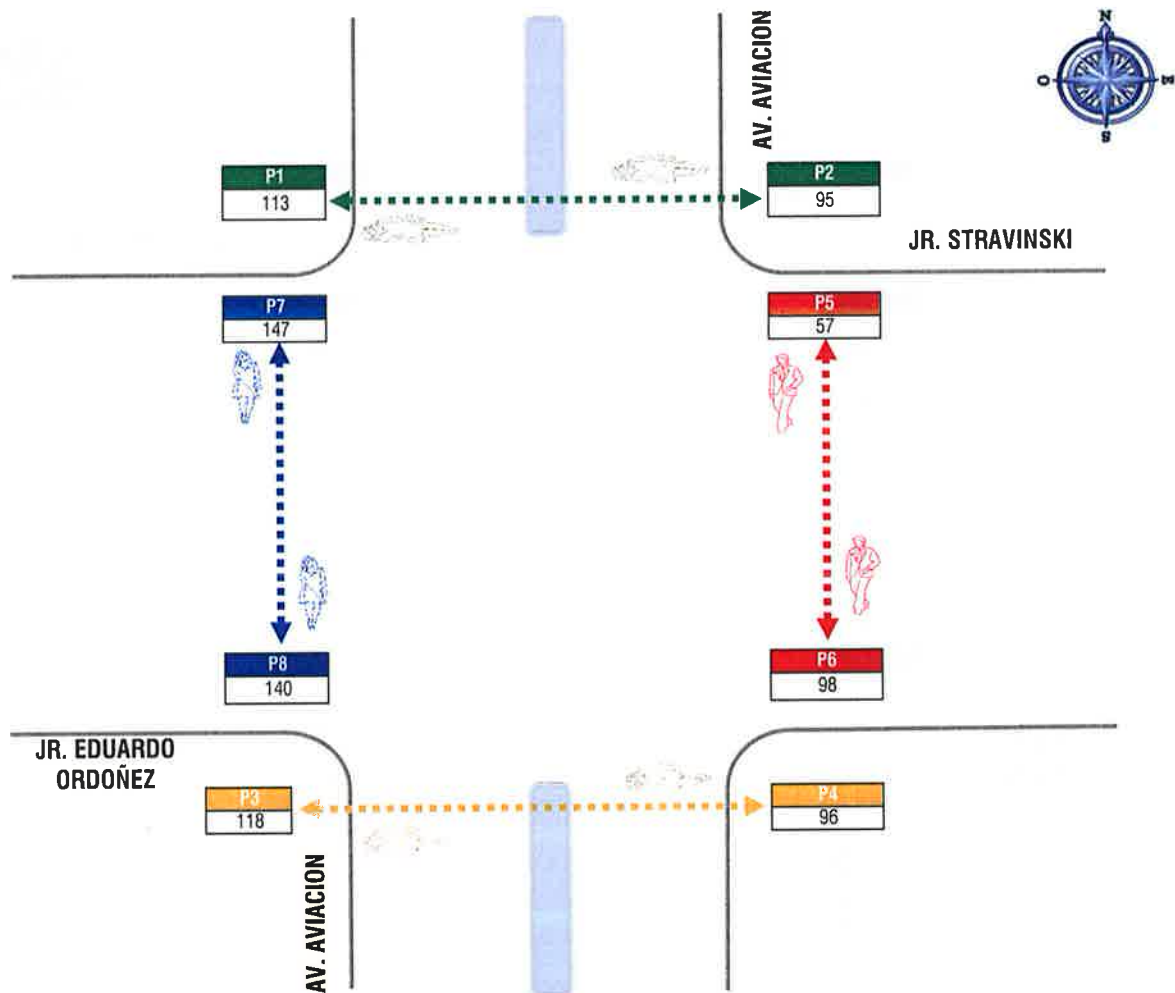 N
O
E
S
AV. AVIACION
P1
113
P2
95
JR. STRAVINSKI
P7
147
P5
57
P8
140
P6
98
JR. EDUARDO
ORDOÑEZ
P3
118
P4
96
AV. AVIACION